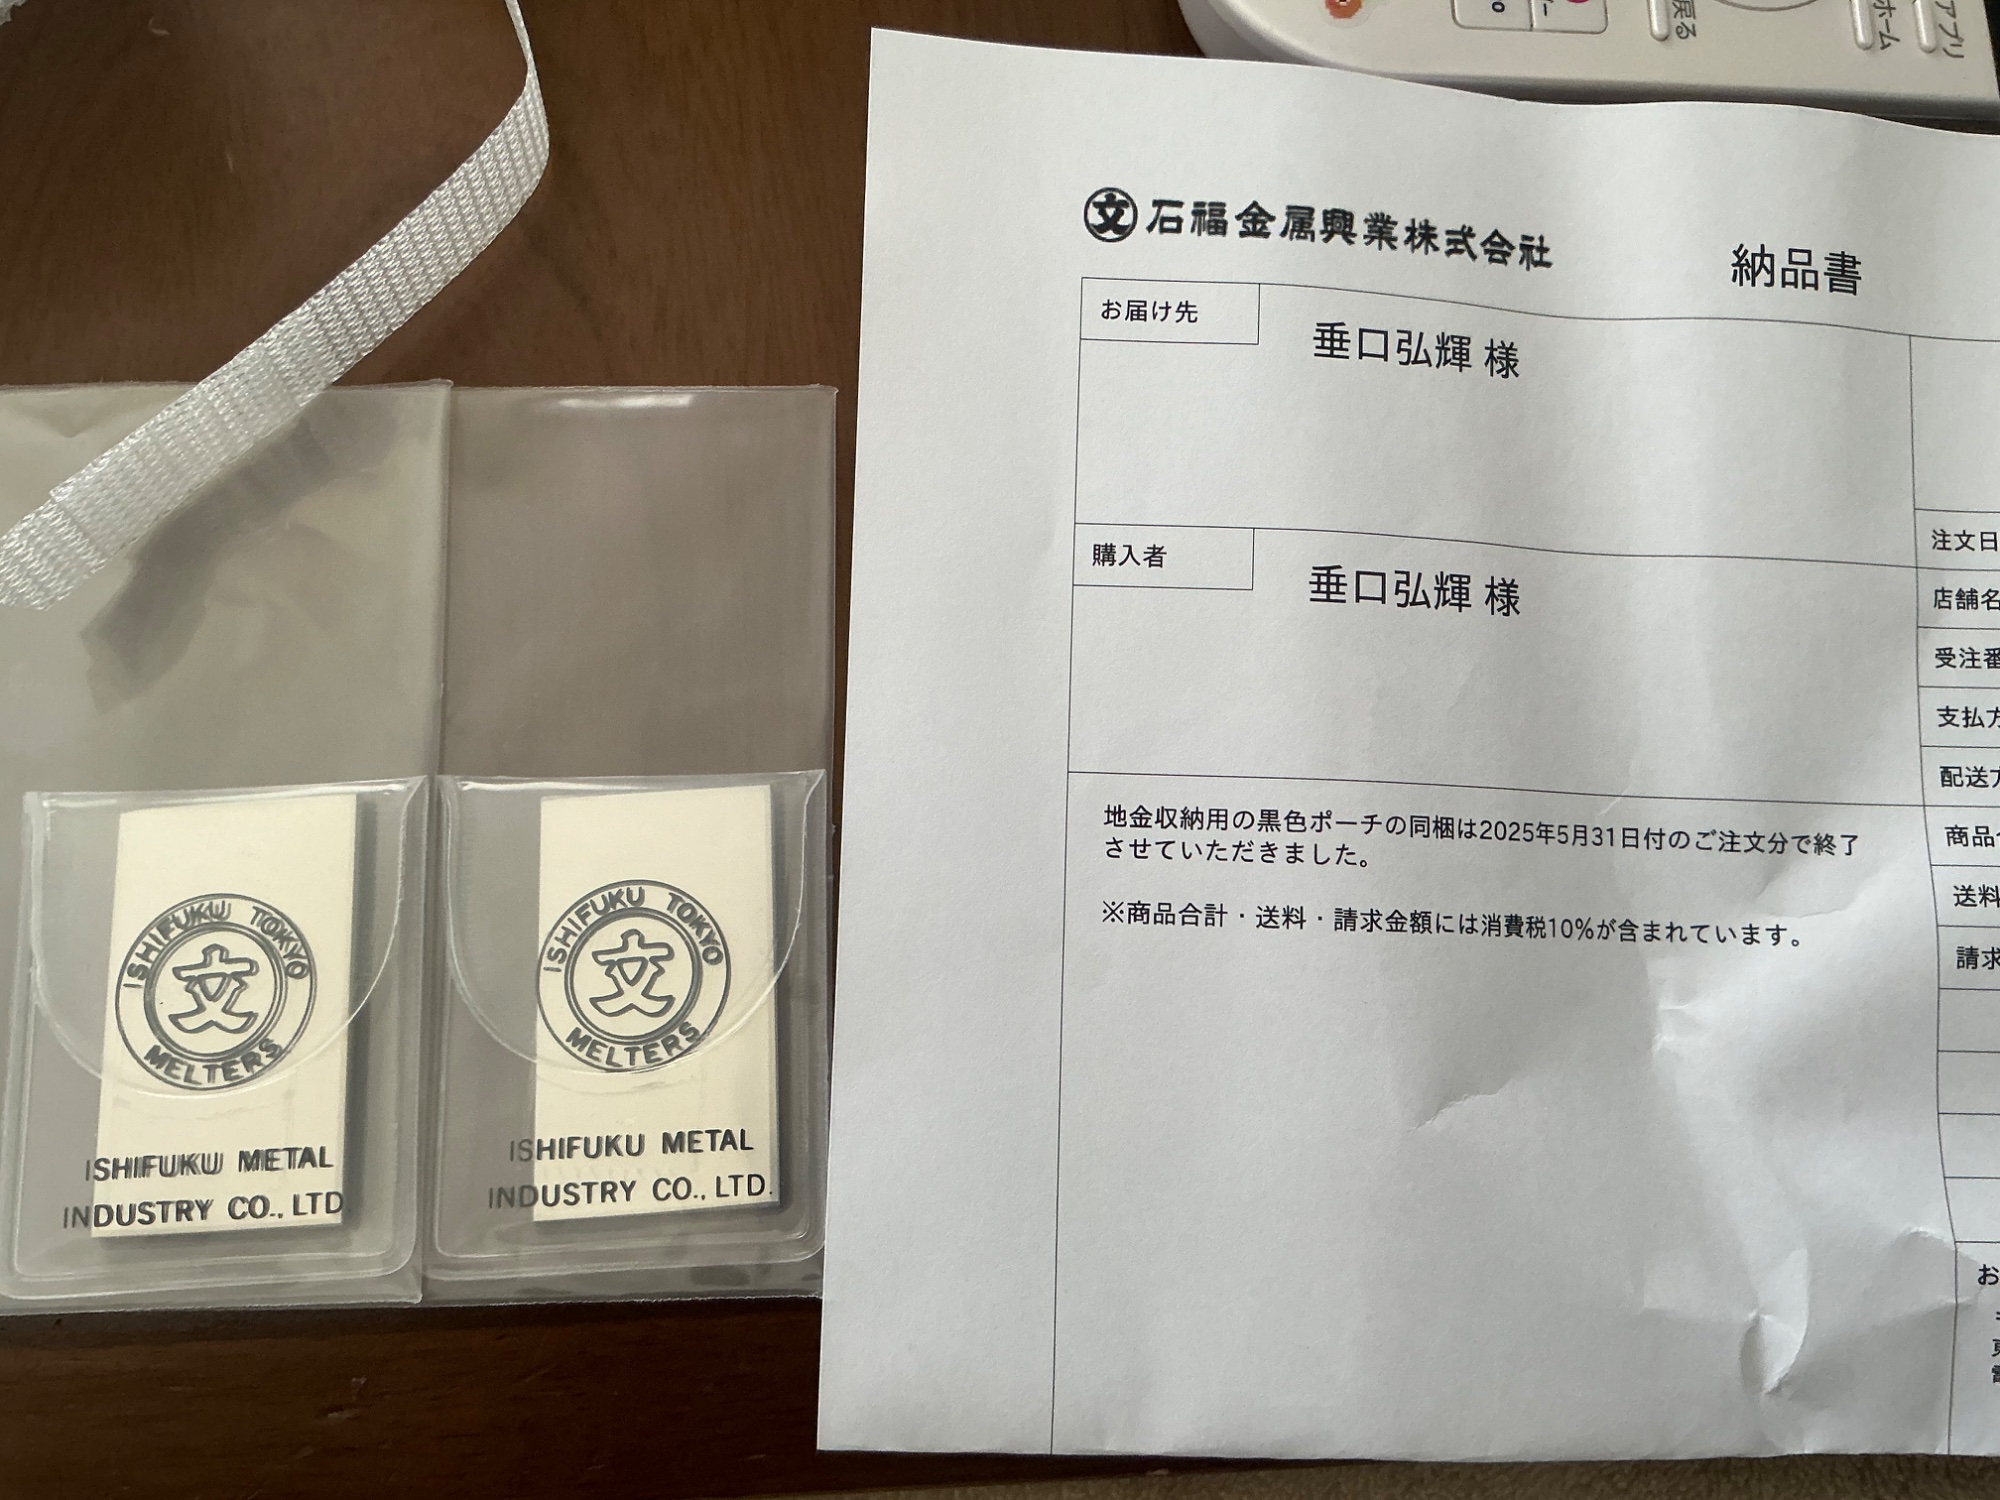 ISHIFUKU TOKYO
文
MELTERS
ISHIFUKU METAL
INDUSTRY CO., LTD
ISHIFUKU TOKYO
文
MELTERS
ISHIFUKU METAL
INDUSTRY CO., LTD.
戻る
ホーム
アプリ
文 石福金属興業株式会社
納品書
お届け先
垂口弘輝 様
購入者
垂口弘輝 様
地金収納用の黒色ポーチの同梱は2025年5月31日付のご注文分で終了
させていただきました。
※商品合計・送料・請求金額には消費税10%が含まれています。
注文日
店舗名
受注番
支払方
配送方
商品合
送料
請求
お